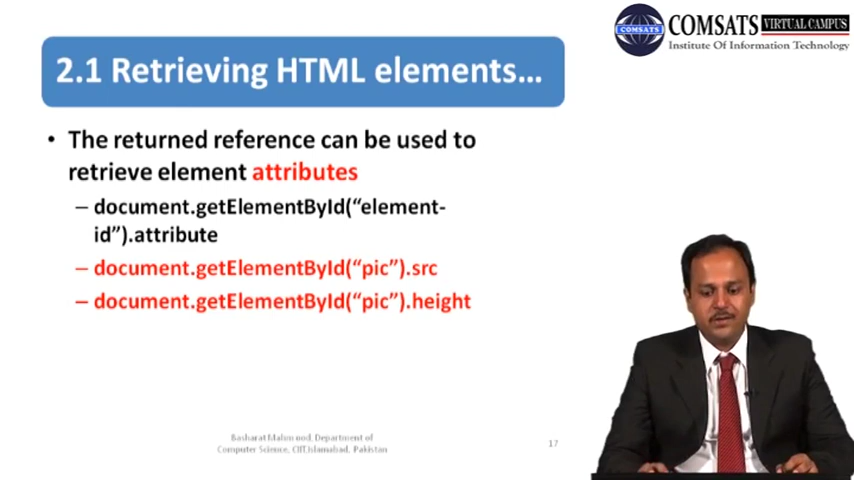 COMSATS
COMSATS VIRTUAL CAMPUS
Institute Of Information Technology
2.1 Retrieving HTML elements...
• The returned reference can be used to
retrieve element attributes
– document.getElementById(“element-
id”).attribute
– document.getElementById(“pic”).src
– document.getElementById(“pic”).height
Basharat Mahmood, Department of
Computer Science, CIIT,Islamabad, Pakistan
17